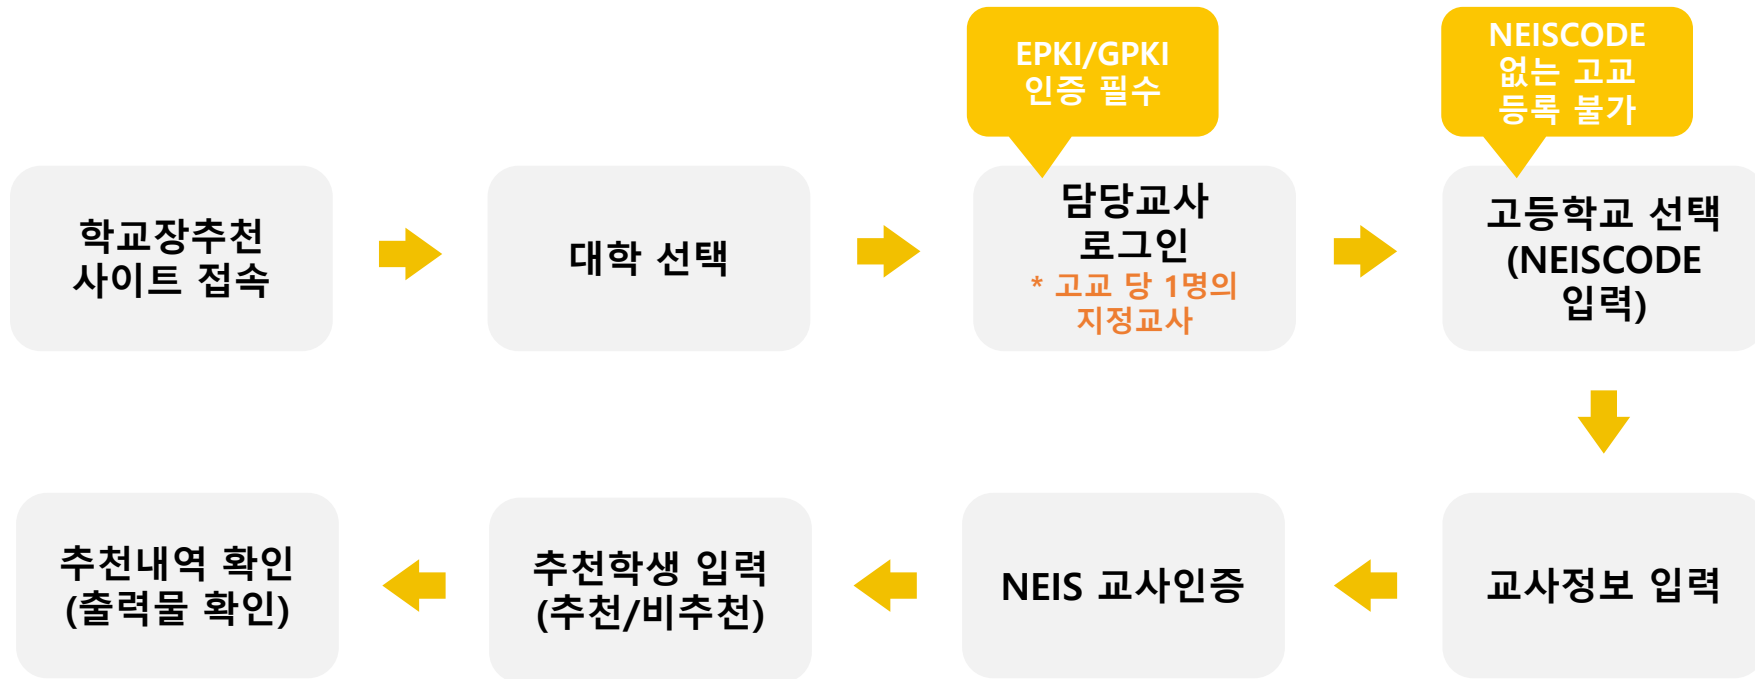 EPKI/GPKI
인증 필수
NEISCODE
없는 고교
등록 불가
학교장추천
사이트 접속
대학 선택
담당교사
로그인
* 고교 당 1명의
지정교사
고등학교 선택
(NEISCODE
입력)
교사정보 입력
NEIS 교사인증
추천학생 입력
(추천/비추천)
추천내역 확인
(출력물 확인)